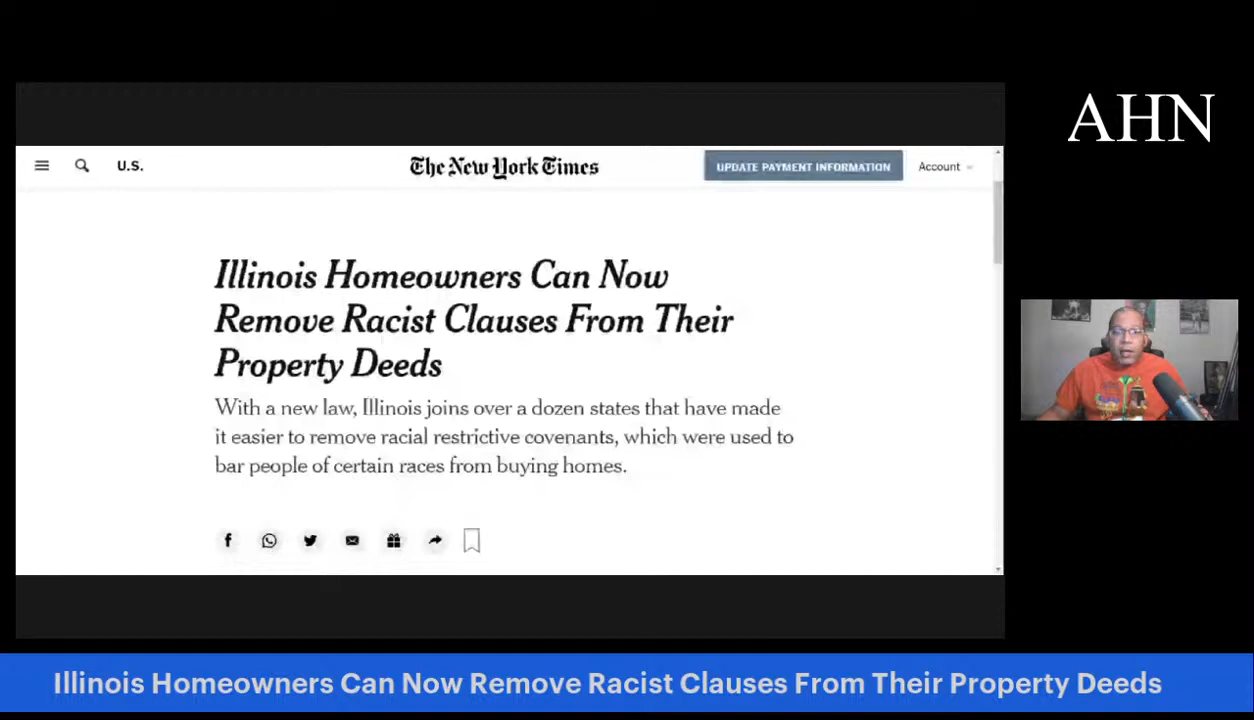 AHN
U.S.
The New York Times
UPDATE PAYMENT INFORMATION
Account
Illinois Homeowners Can Now
Remove Racist Clauses From Their
Property Deeds
With a new law, Illinois joins over a dozen states that have made
it easier to remove racial restrictive covenants, which were used to
bar people of certain races from buying homes.
Illinois Homeowners Can Now Remove Racist Clauses From Their Property Deeds